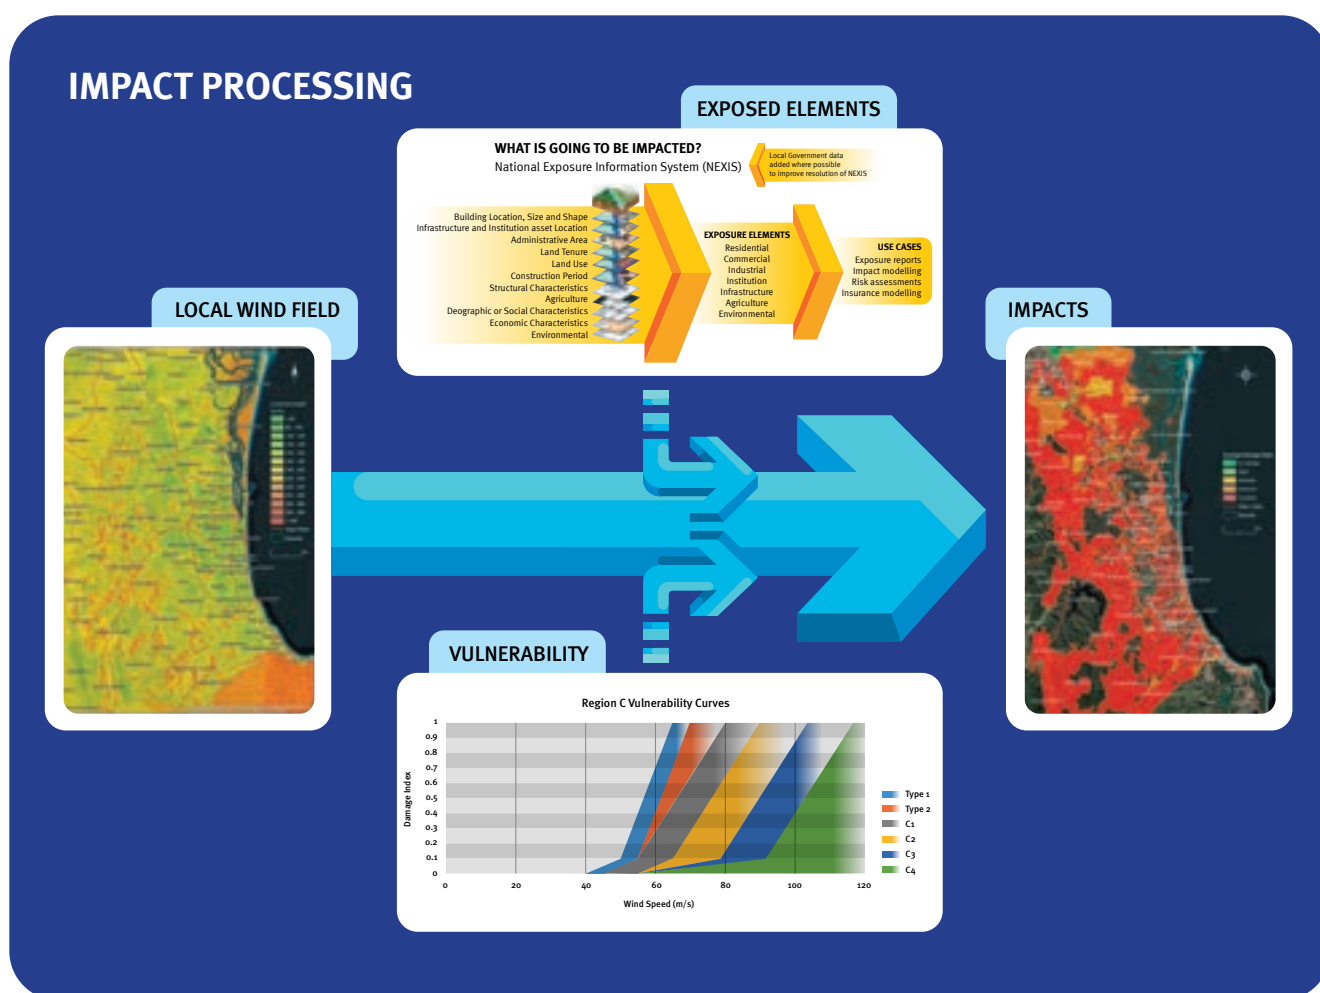 IMPACT PROCESSING
EXPOSED ELEMENTS
WHAT IS GOING TO BE IMPACTED?
National Exposure Information System (NEXIS)
Local Government data
added where possible
to improve resolution of NEXIS
Building Location, Size and Shape
Infrastructure and Institution asset Location
Administrative Area
Land Tenure
Land Use
Construction Period
Structural Characteristics
Agriculture
Deographic or Social Characteristics
Economic Characteristics
Environmental
EXPOSURE ELEMENTS
Residential
Commercial
Industrial
Institution
Infrastructure
Agriculture
Environmental
USE CASES
Exposure reports
Impact modelling
Risk assessments
Insurance modelling
LOCAL WIND FIELD
IMPACTS
VULNERABILITY
Region C Vulnerability Curves
Damage Index
1
0.9
0.8
0.7
0.6
0.5
0.4
0.3
0.2
0.1
0
0 20 40 60 80 100 120
Wind Speed (m/s)
Type 1
Type 2
C1
C2
C3
C4